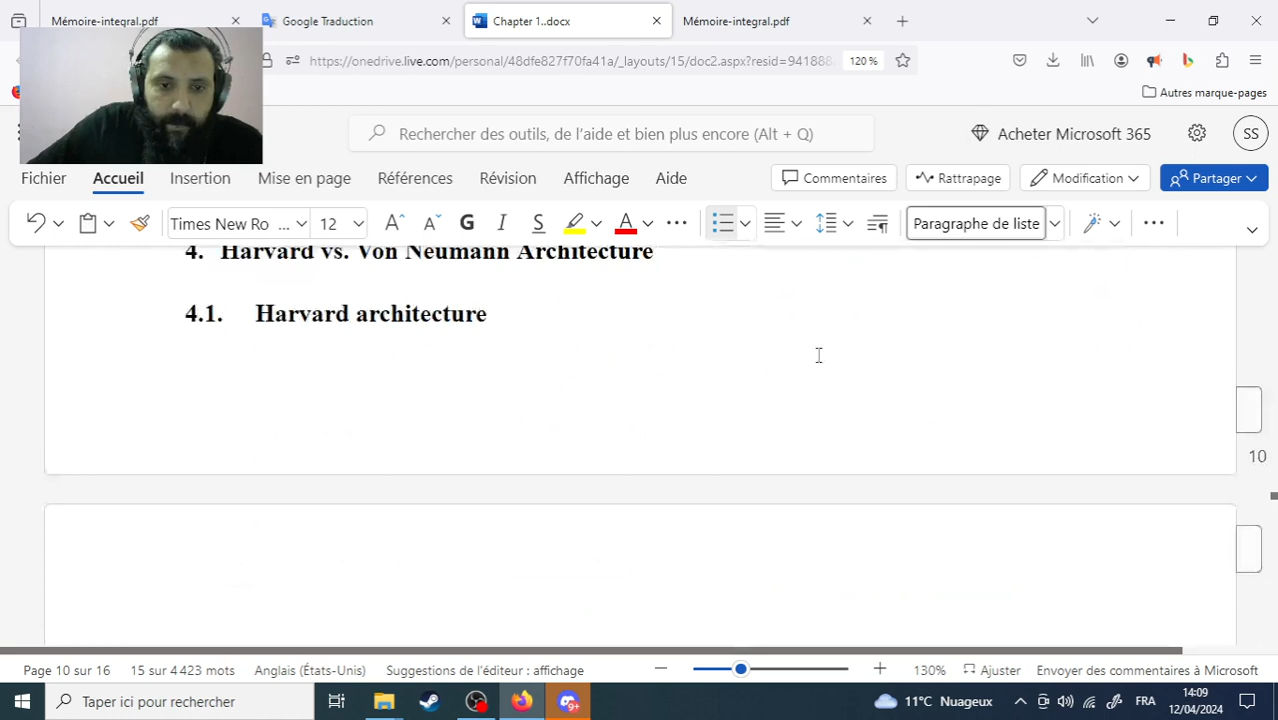 Mémoire-integral.pdf
Google Traduction
Chapter 1..docx
Mémoire-integral.pdf
https://onedrive.live.com/personal/48dfe827f70fa41a/_layouts/15/doc2.aspx?resid=941888
120 %
Autres marque-pages
Rechercher des outils, de l'aide et bien plus encore (Alt + Q)
Acheter Microsoft 365
SS
Fichier Accueil Insertion Mise en page Références Révision Affichage Aide
Commentaires Rattrapage Modification Partager
Times New Ro ... 12 G I S A Paragraphe de liste
4. Harvard vs. Von Neumann Architecture
4.1. Harvard architecture
10
Page 10 sur 16 15 sur 4 423 mots Anglais (États-Unis) Suggestions de l'éditeur : affichage 130% Ajuster Envoyer des commentaires à Microsoft
Taper ici pour rechercher
9+
11°C Nuageux
FRA
14:09
12/04/2024